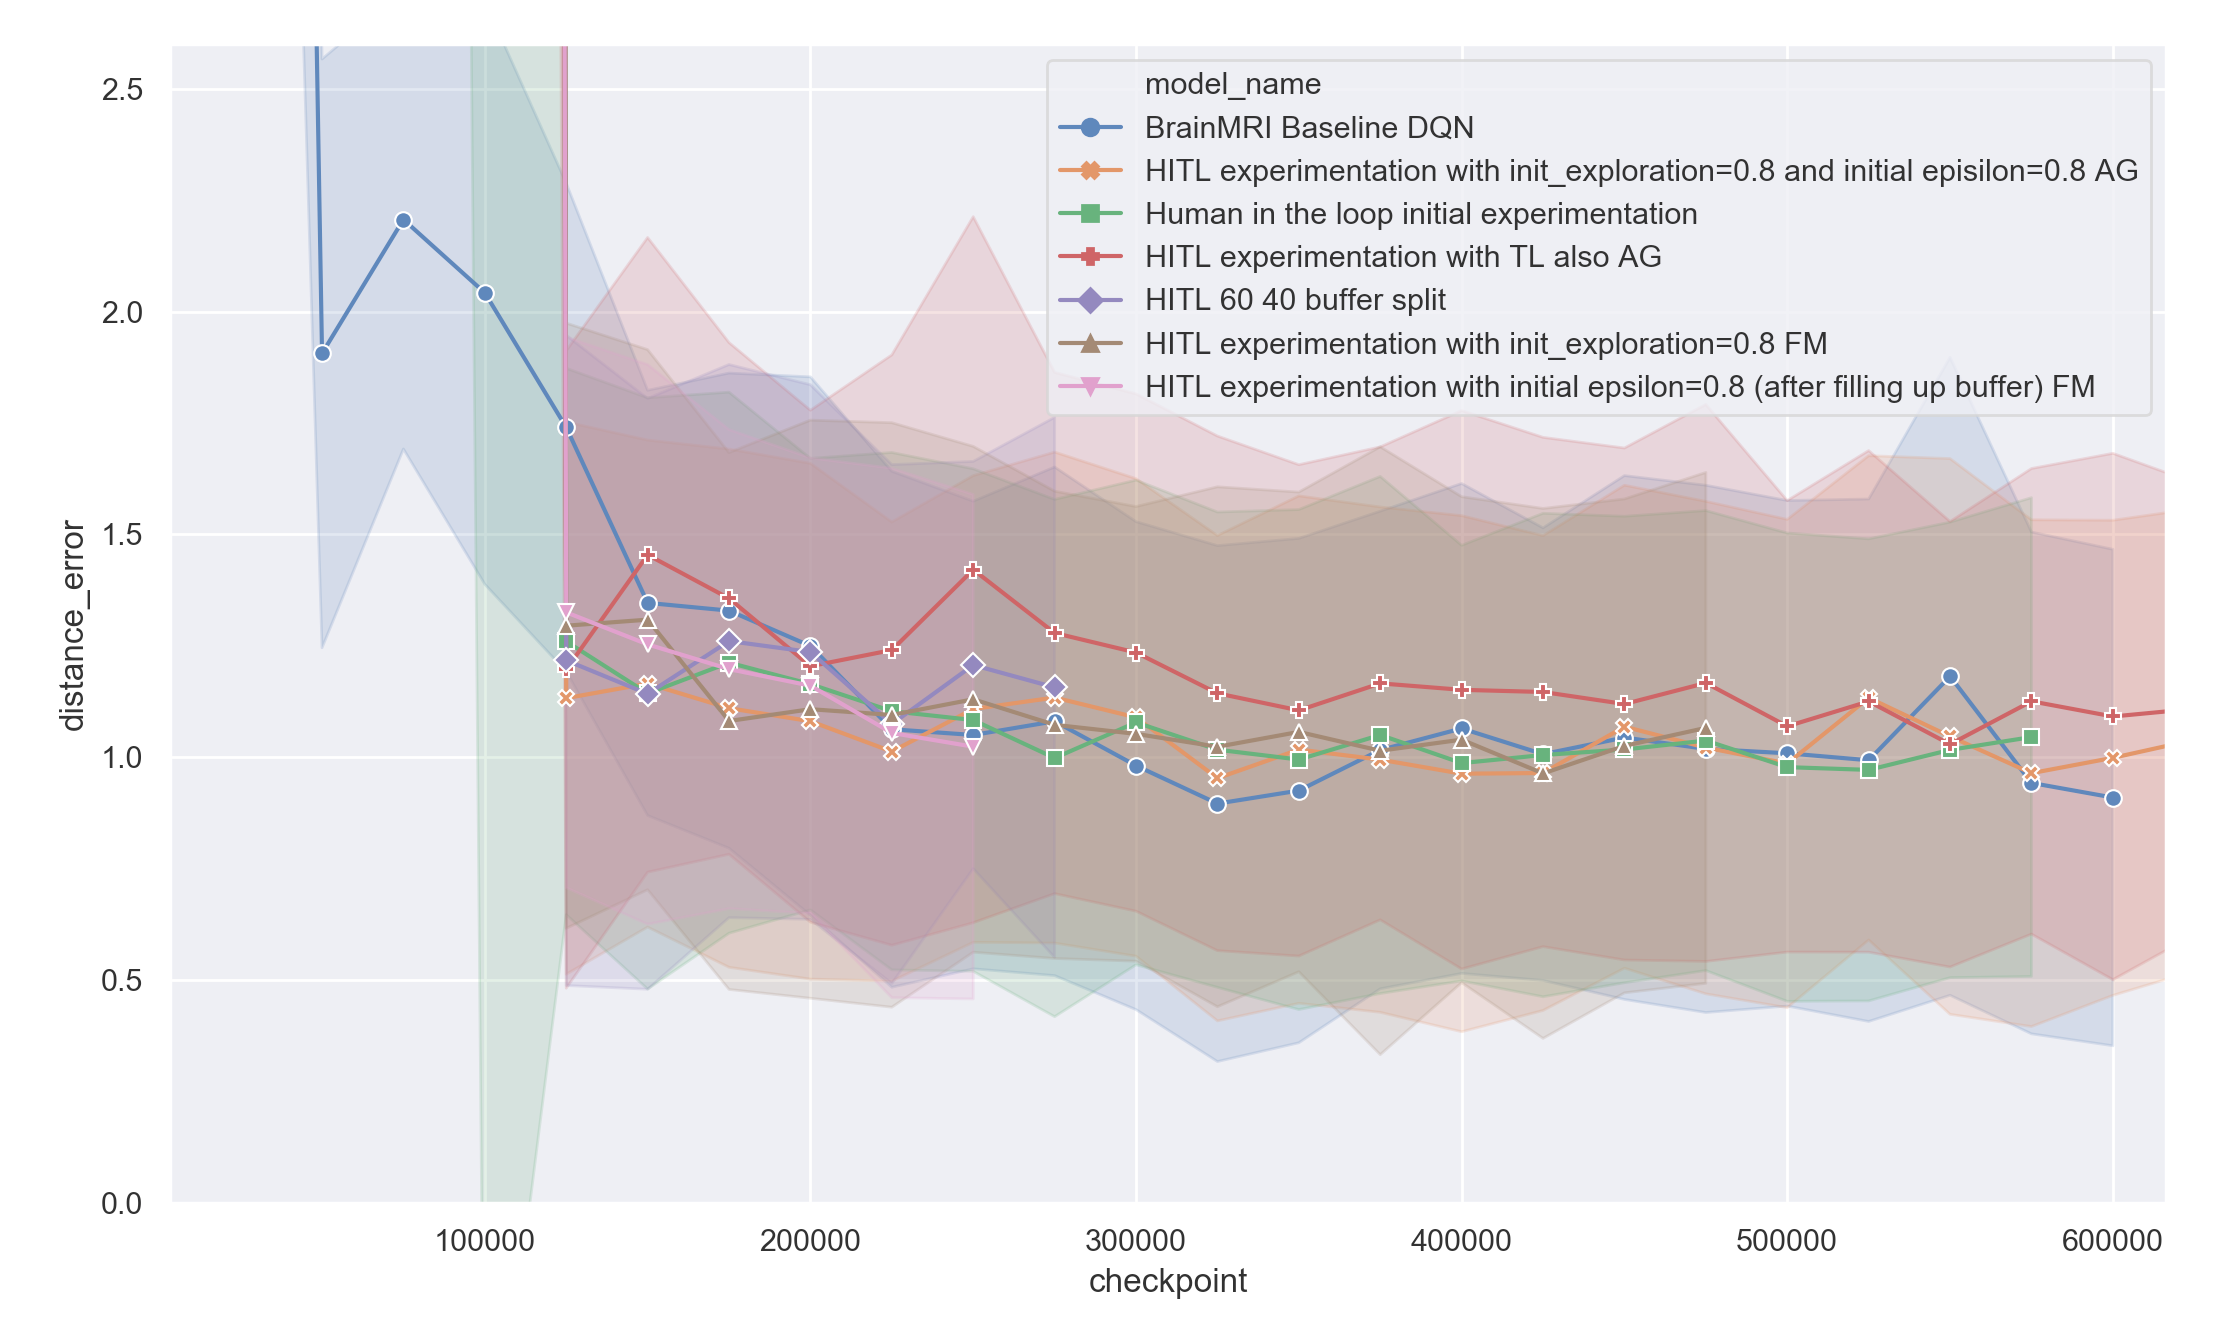 2.5
2.0
1.5
1.0
0.5
0.0
distance_error
model_name
BrainMRI Baseline DQN
HITL experimentation with init_exploration=0.8 and initial episilon=0.8 AG
Human in the loop initial experimentation
HITL experimentation with TL also AG
HITL 60 40 buffer split
HITL experimentation with init_exploration=0.8 FM
HITL experimentation with initial epsilon=0.8 (after filling up buffer) FM
100000 200000 300000 400000 500000 600000
checkpoint